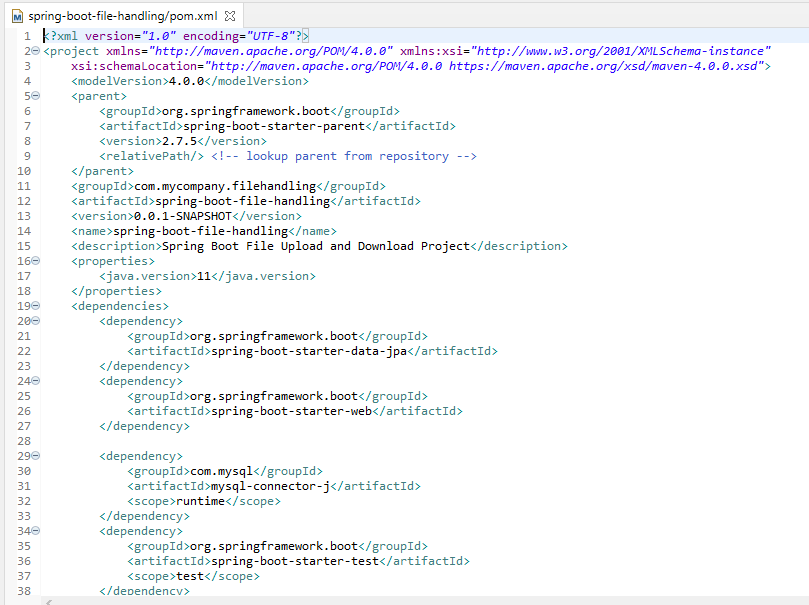 spring-boot-file-handling/pom.xml
1 <?xml version="1.0" encoding="UTF-8"?>
2 <project xmlns="http://maven.apache.org/POM/4.0.0" xmlns:xsi="http://www.w3.org/2001/XMLSchema-instance"
3     xsi:schemaLocation="http://maven.apache.org/POM/4.0.0 https://maven.apache.org/xsd/maven-4.0.0.xsd">
4     <modelVersion>4.0.0</modelVersion>
5     <parent>
6         <groupId>org.springframework.boot</groupId>
7         <artifactId>spring-boot-starter-parent</artifactId>
8         <version>2.7.5</version>
9         <relativePath/> <!-- lookup parent from repository -->
10     </parent>
11     <groupId>com.mycompany.filehandling</groupId>
12     <artifactId>spring-boot-file-handling</artifactId>
13     <version>0.0.1-SNAPSHOT</version>
14     <name>spring-boot-file-handling</name>
15     <description>Spring Boot File Upload and Download Project</description>
16     <properties>
17         <java.version>11</java.version>
18     </properties>
19     <dependencies>
20         <dependency>
21             <groupId>org.springframework.boot</groupId>
22             <artifactId>spring-boot-starter-data-jpa</artifactId>
23         </dependency>
24         <dependency>
25             <groupId>org.springframework.boot</groupId>
26             <artifactId>spring-boot-starter-web</artifactId>
27         </dependency>
28
29         <dependency>
30             <groupId>com.mysql</groupId>
31             <artifactId>mysql-connector-j</artifactId>
32             <scope>runtime</scope>
33         </dependency>
34         <dependency>
35             <groupId>org.springframework.boot</groupId>
36             <artifactId>spring-boot-starter-test</artifactId>
37             <scope>test</scope>
38         </dependency>